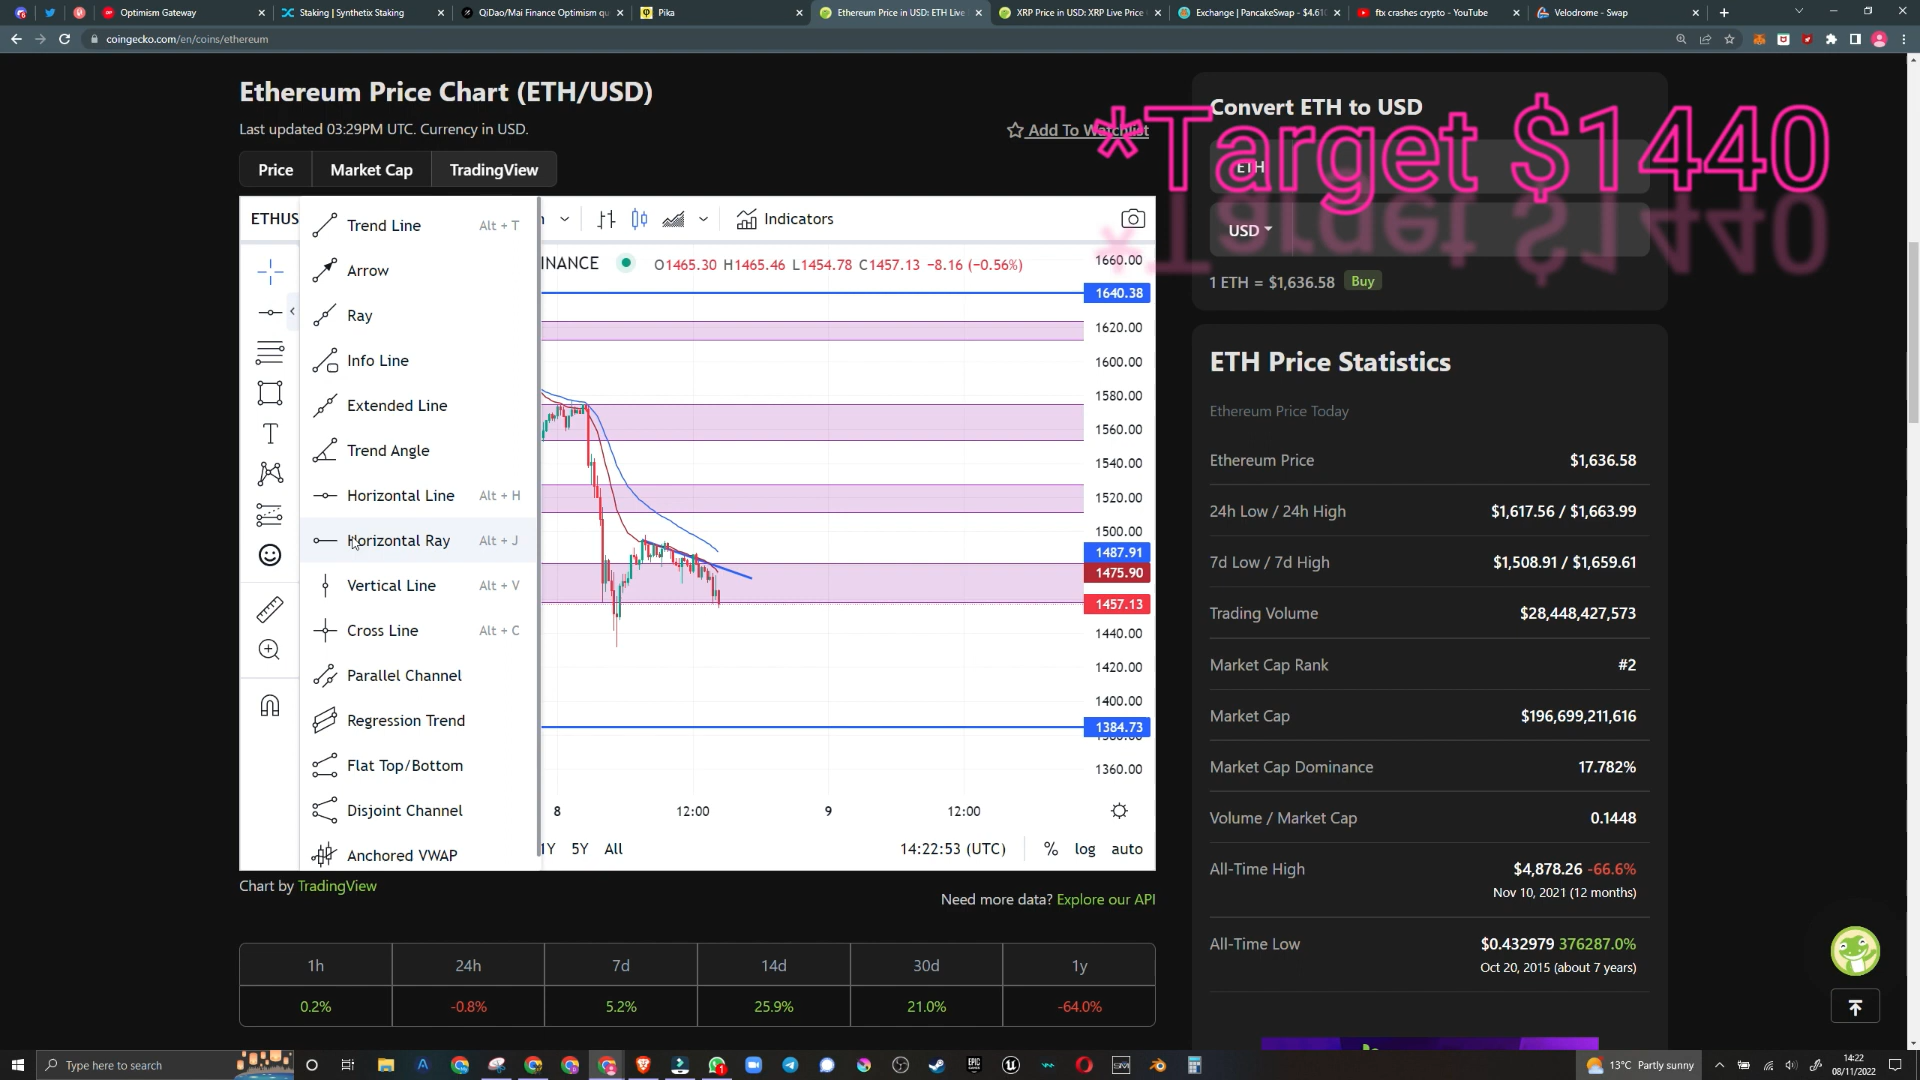 Optimism Gateway
Staking | Synthetix Staking
QiDao/Mai Finance Optimism qu
Pika
Ethereum Price in USD: ETH Live
XRP Price in USD: XRP Live Price
Exchange | PancakeSwap - $4.61
ftx crashes crypto - YouTube
Velodrome - Swap
coingecko.com/en/coins/ethereum
Ethereum Price Chart (ETH/USD)
Last updated 03:29PM UTC. Currency in USD.
Add To Watchlist
Price
Market Cap
TradingView
*Target $1440
Convert ETH to USD
ETH
USD
1 ETH = $1,636.58
Buy
ETHUS
Indicators
INANCE
O1465.30 H1465.46 L1454.78 C1457.13 −8.16 (−0.56%)
Trend Line Alt + T
Arrow
Ray
Info Line
Extended Line
Trend Angle
Horizontal Line Alt + H
Horizontal Ray Alt + J
Vertical Line Alt + V
Cross Line Alt + C
Parallel Channel
Regression Trend
Flat Top/Bottom
Disjoint Channel
Anchored VWAP
1660.00
1640.38
1620.00
1600.00
1580.00
1560.00
1540.00
1520.00
1500.00
1487.91
1475.90
1457.13
1440.00
1420.00
1400.00
1384.73
1360.00
8
12:00
9
12:00
1Y
5Y
All
14:22:53 (UTC)
%
log
auto
Chart by TradingView
Need more data? Explore our API
1h 24h 7d 14d 30d 1y
0.2% -0.8% 5.2% 25.9% 21.0% -64.0%
ETH Price Statistics
Ethereum Price Today
Ethereum Price $1,636.58
24h Low / 24h High $1,617.56 / $1,663.99
7d Low / 7d High $1,508.91 / $1,659.61
Trading Volume $28,448,427,573
Market Cap Rank #2
Market Cap $196,699,211,616
Market Cap Dominance 17.782%
Volume / Market Cap 0.1448
All-Time High $4,878.26 -66.6%
Nov 10, 2021 (12 months)
All-Time Low $0.432979 376287.0%
Oct 20, 2015 (about 7 years)
Type here to search
13°C Partly sunny
14:22
08/11/2022